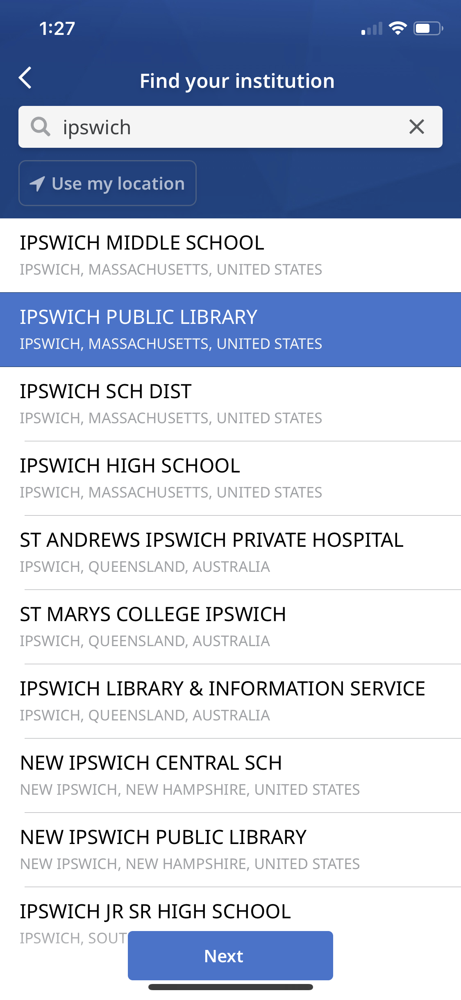 1:27
Find your institution
ipswich
Use my location
IPSWICH MIDDLE SCHOOL
IPSWICH, MASSACHUSETTS, UNITED STATES
IPSWICH PUBLIC LIBRARY
IPSWICH, MASSACHUSETTS, UNITED STATES
IPSWICH SCH DIST
IPSWICH, MASSACHUSETTS, UNITED STATES
IPSWICH HIGH SCHOOL
IPSWICH, MASSACHUSETTS, UNITED STATES
ST ANDREWS IPSWICH PRIVATE HOSPITAL
IPSWICH, QUEENSLAND, AUSTRALIA
ST MARYS COLLEGE IPSWICH
IPSWICH, QUEENSLAND, AUSTRALIA
IPSWICH LIBRARY & INFORMATION SERVICE
IPSWICH, QUEENSLAND, AUSTRALIA
NEW IPSWICH CENTRAL SCH
NEW IPSWICH, NEW HAMPSHIRE, UNITED STATES
NEW IPSWICH PUBLIC LIBRARY
NEW IPSWICH, NEW HAMPSHIRE, UNITED STATES
IPSWICH JR SR HIGH SCHOOL
IPSWICH, SOUT
Next